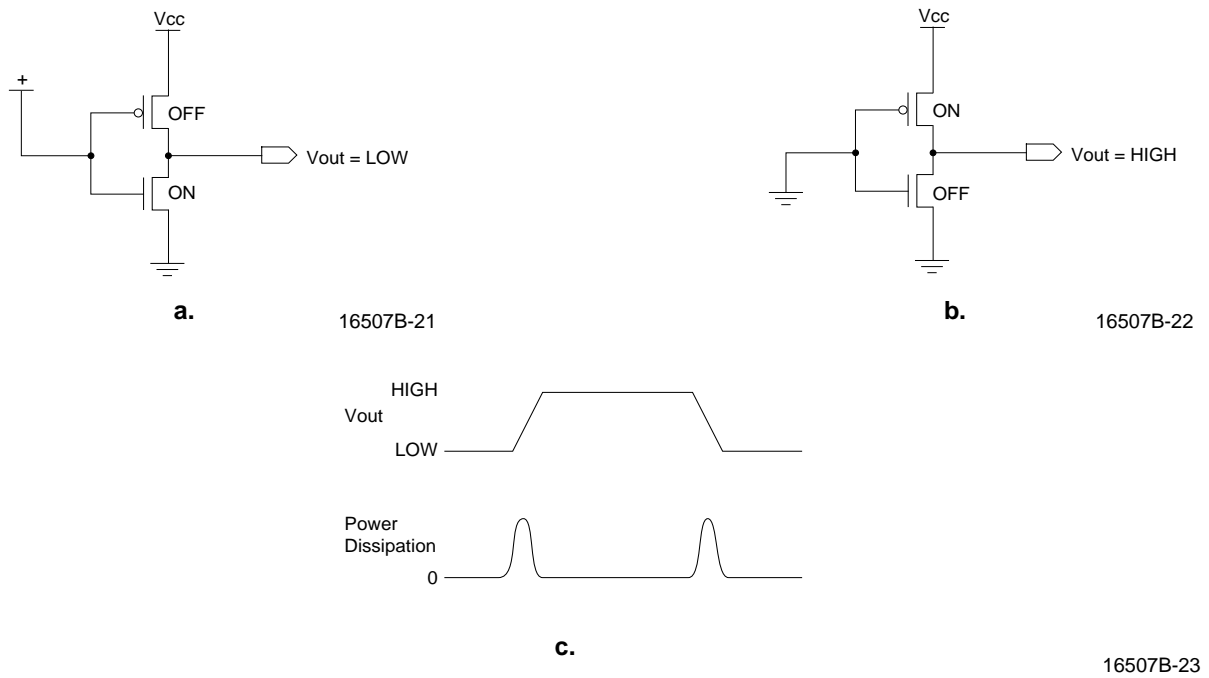 Vcc
+
OFF
Vout = LOW
ON
a.
16507B-21
Vcc
ON
Vout = HIGH
OFF
b.
16507B-22
HIGH
Vout
LOW
Power
Dissipation
0
c.
16507B-23